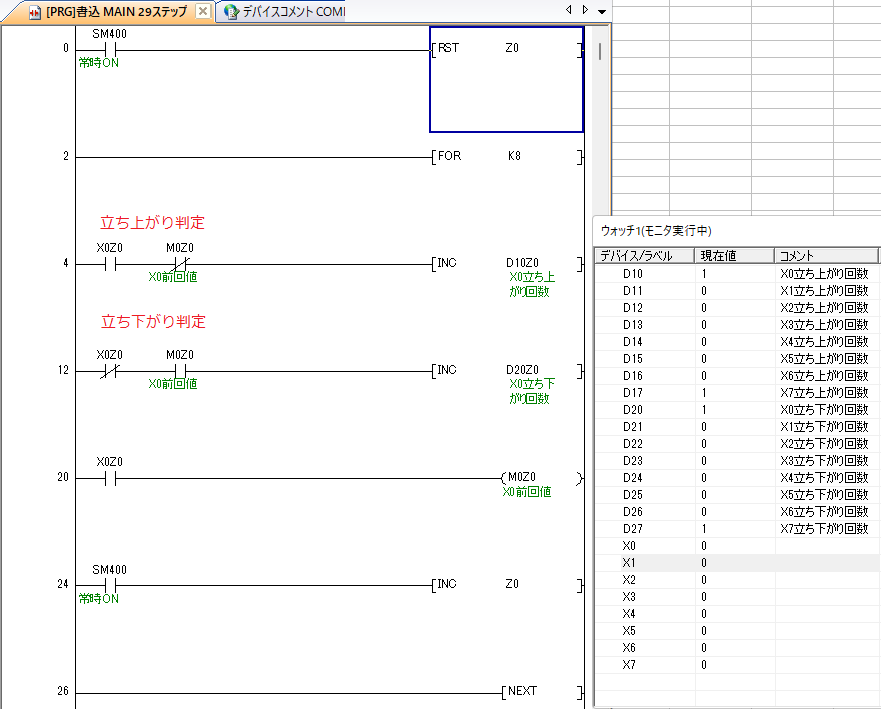 [PRG]書込 MAIN 29ステップ
デバイスコメント COM
0 SM400 RST Z0
常時ON
2 FOR K8
立ち上がり判定
4 X0Z0 M0Z0 INC D10Z0
X0前回値 X0立ち上
がり回数
立ち下がり判定
12 X0Z0 M0Z0 INC D20Z0
X0前回値 X0立ち下
がり回数
20 X0Z0 M0Z0
X0前回値
24 SM400 INC Z0
常時ON
26 NEXT
ウォッチ1(モニタ実行中)
デバイス/ラベル 現在値 コメント
D10 1 X0立ち上がり回数
D11 0 X1立ち上がり回数
D12 0 X2立ち上がり回数
D13 0 X3立ち上がり回数
D14 0 X4立ち上がり回数
D15 0 X5立ち上がり回数
D16 0 X6立ち上がり回数
D17 1 X7立ち上がり回数
D20 1 X0立ち下がり回数
D21 0 X1立ち下がり回数
D22 0 X2立ち下がり回数
D23 0 X3立ち下がり回数
D24 0 X4立ち下がり回数
D25 0 X5立ち下がり回数
D26 0 X6立ち下がり回数
D27 1 X7立ち下がり回数
X0 0
X1 0
X2 0
X3 0
X4 0
X5 0
X6 0
X7 0